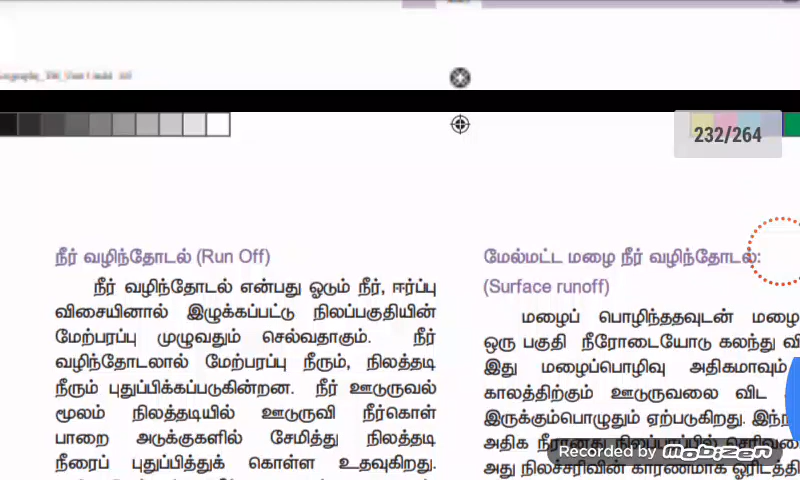 232/264
நீர் வழிந்தோடல் (Run Off)
நீர் வழிந்தோடல் என்பது ஓடும் நீர், ஈர்ப்பு
விசையினால் இழுக்கப்பட்டு நிலப்பகுதியின்
மேற்பரப்பு முழுவதும் செல்வதாகும். நீர்
வழிந்தோடலால் மேற்பரப்பு நீரும், நிலத்தடி
நீரும் புதுப்பிக்கப்படுகின்றன. நீர் ஊடுருவல்
மூலம் நிலத்தடியில் ஊடுருவி நீர்கொள்
பாறை அடுக்குகளில் சேமித்து நிலத்தடி
நீரைப் புதுப்பித்துக் கொள்ள உதவுகிறது.
மேல்மட்ட மழை நீர் வழிந்தோடல்:
(Surface runoff)
மழைப் பொழிந்தவுடன் மழை
ஒரு பகுதி நீரோடையோடு கலந்து
இது மழைப்பொழிவு அதிகமாவும்
காலத்திற்கும் ஊடுருவலை விட
இருக்கும்பொழுதும் ஏற்படுகிறது.
அதிக
அது நிலச்சரிவின் காரணமாக
Recorded by mobizen